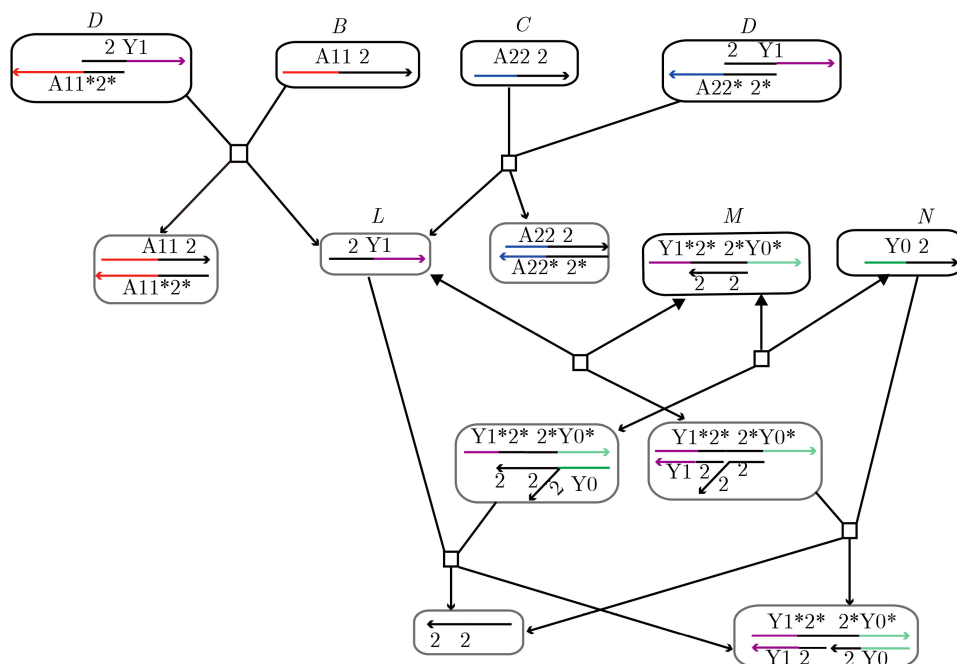 D
B
C
D
2 Y1
A11*2*
A11 2
A22 2
2 Y1
A22* 2*
A11 2
A11*2*
L
2 Y1
A22 2
A22* 2*
M
Y1*2* 2*Y0*
2 2
N
Y0 2
Y1*2* 2*Y0*
2 2 2 Y0
Y1*2* 2*Y0*
Y1 2 2
2
2 2
Y1*2* 2*Y0*
Y1 2 2 Y0